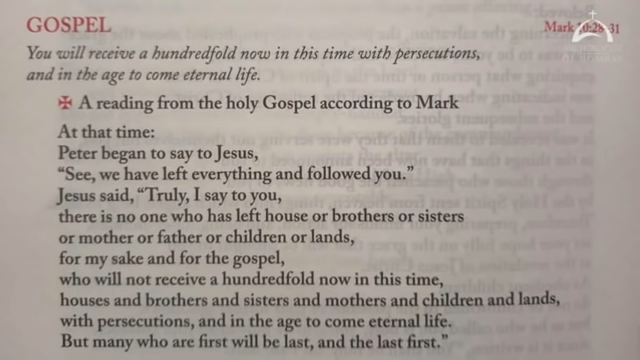 GOSPEL
Mark 10:28-31
You will receive a hundredfold now in this time with persecutions,
and in the age to come eternal life.
✠ A reading from the holy Gospel according to Mark
At that time:
Peter began to say to Jesus,
“See, we have left everything and followed you.”
Jesus said, “Truly, I say to you,
there is no one who has left house or brothers or sisters
or mother or father or children or lands,
for my sake and for the gospel,
who will not receive a hundredfold now in this time,
houses and brothers and sisters and mothers and children and lands,
with persecutions, and in the age to come eternal life.
But many who are first will be last, and the last first.”